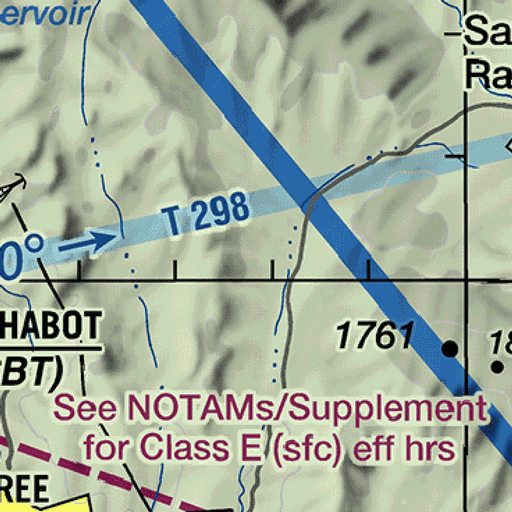 ervoir
Sa
Ra
T 298
0°
HABOT
BT)
1761
18
See NOTAMs/Supplement
for Class E (sfc) eff hrs
REE